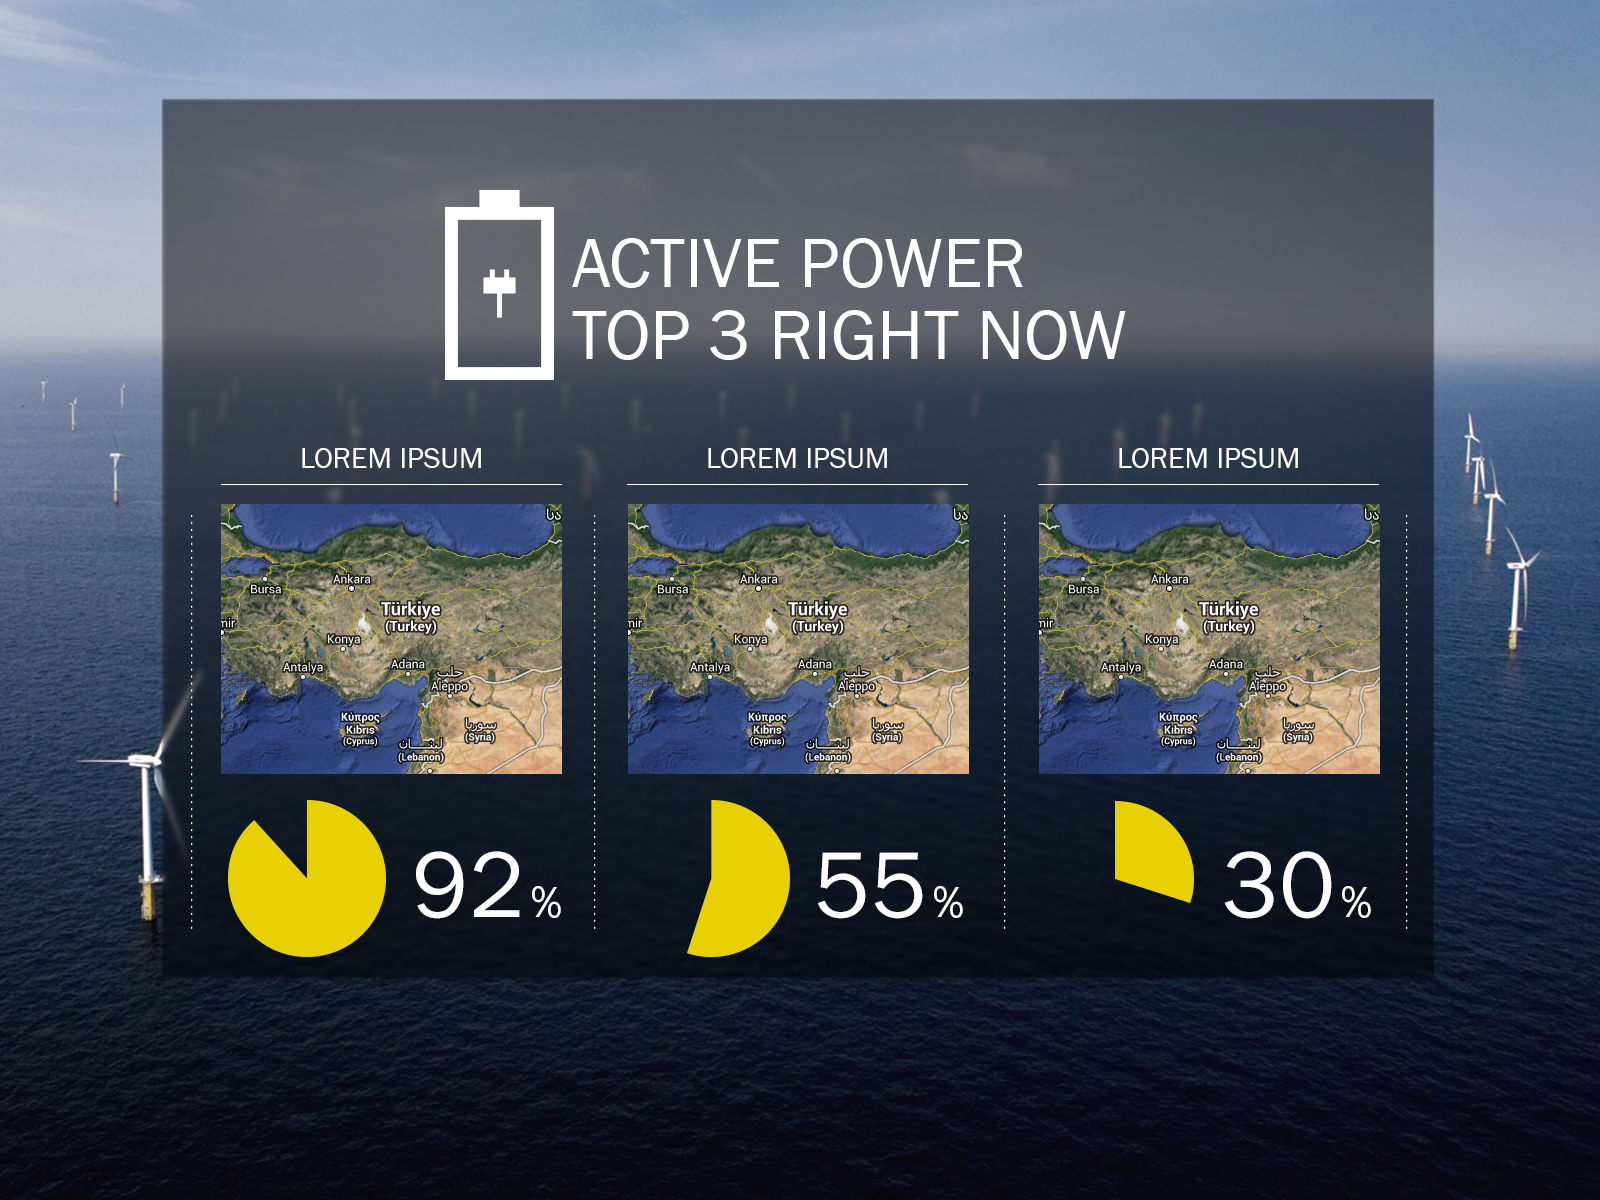 ACTIVE POWER
TOP 3 RIGHT NOW
LOREM IPSUM
Bursa
Ankara
Türkiye
(Turkey)
mir
Konya
Antalya
Adana
حلب
Aleppo
Κύπρος
Kıbrıs
(Cyprus)
سوريا
(Syria)
لبنــــان
(Lebanon)
92%
LOREM IPSUM
Bursa
Ankara
Türkiye
(Turkey)
mir
Konya
Antalya
Adana
حلب
Aleppo
Κύπρος
Kıbrıs
(Cyprus)
سوريا
(Syria)
لبنــــان
(Lebanon)
55%
LOREM IPSUM
Bursa
Ankara
Türkiye
(Turkey)
mir
Konya
Antalya
Adana
حلب
Aleppo
Κύπρος
Kıbrıs
(Cyprus)
سوريا
(Syria)
لبنــــان
(Lebanon)
30%